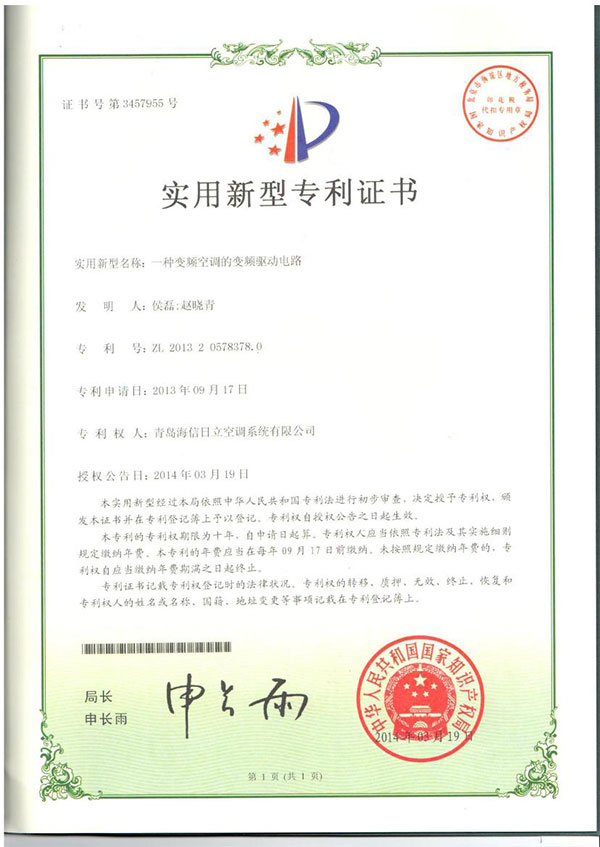 证书号第3457955号
印花税
代扣专用章
实用新型专利证书
实用新型名称：一种变频空调的变频驱动电路
发明人：侯磊;赵晓青
专利号：ZL 2013 2 0578378.0
专利申请日：2013年09月17日
专利权人：青岛海信日立空调系统有限公司
授权公告日：2014年03月19日
本实用新型经过本局依照中华人民共和国专利法进行初步审查，决定授予专利权，颁
发本证书并在专利登记簿上予以登记。专利权自授权公告之日起生效。
本专利的专利权期限为十年，自申请日起算。专利权人应当依照专利法及其实施细则
规定缴纳年费。本专利的年费应当在每年09月17日前缴纳。未按照规定缴纳年费的，专
利权自应当缴纳年费期满之日起终止。
专利证书记载专利权登记时的法律状况。专利权的转移、质押、无效、终止、恢复和
专利权人的姓名或名称、国籍、地址变更等事项记载在专利登记簿上。
局长
申长雨
申长雨
中华人民共和国国家知识产权局
2014年03月19日
第1页(共1页)